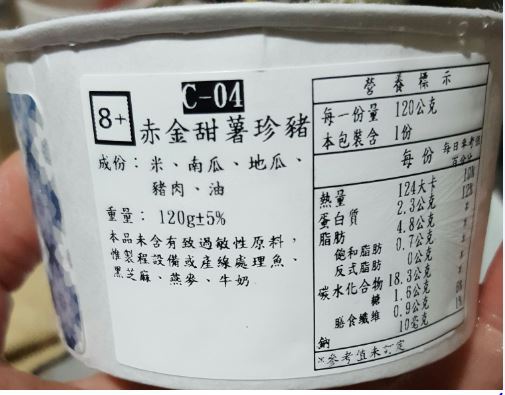 C-04
8+
赤金甜薯珍豬
成份：米、南瓜、地瓜、
豬肉、油
重量：120g±5%
本品未含有致過敏性原料，
惟製程設備或產線處理魚、
黑芝麻、燕麥、牛奶。
營養標示
每一份量 120公克
本包裝含 1份
每份
熱量 124大卡
蛋白質 2.3公克
脂肪 4.8公克
飽和脂肪 0.7公克
反式脂肪 0公克
碳水化合物 18.3公克
糖 1.6公克
膳食纖維 0.9公克
鈉 10毫克
※參考值未訂定